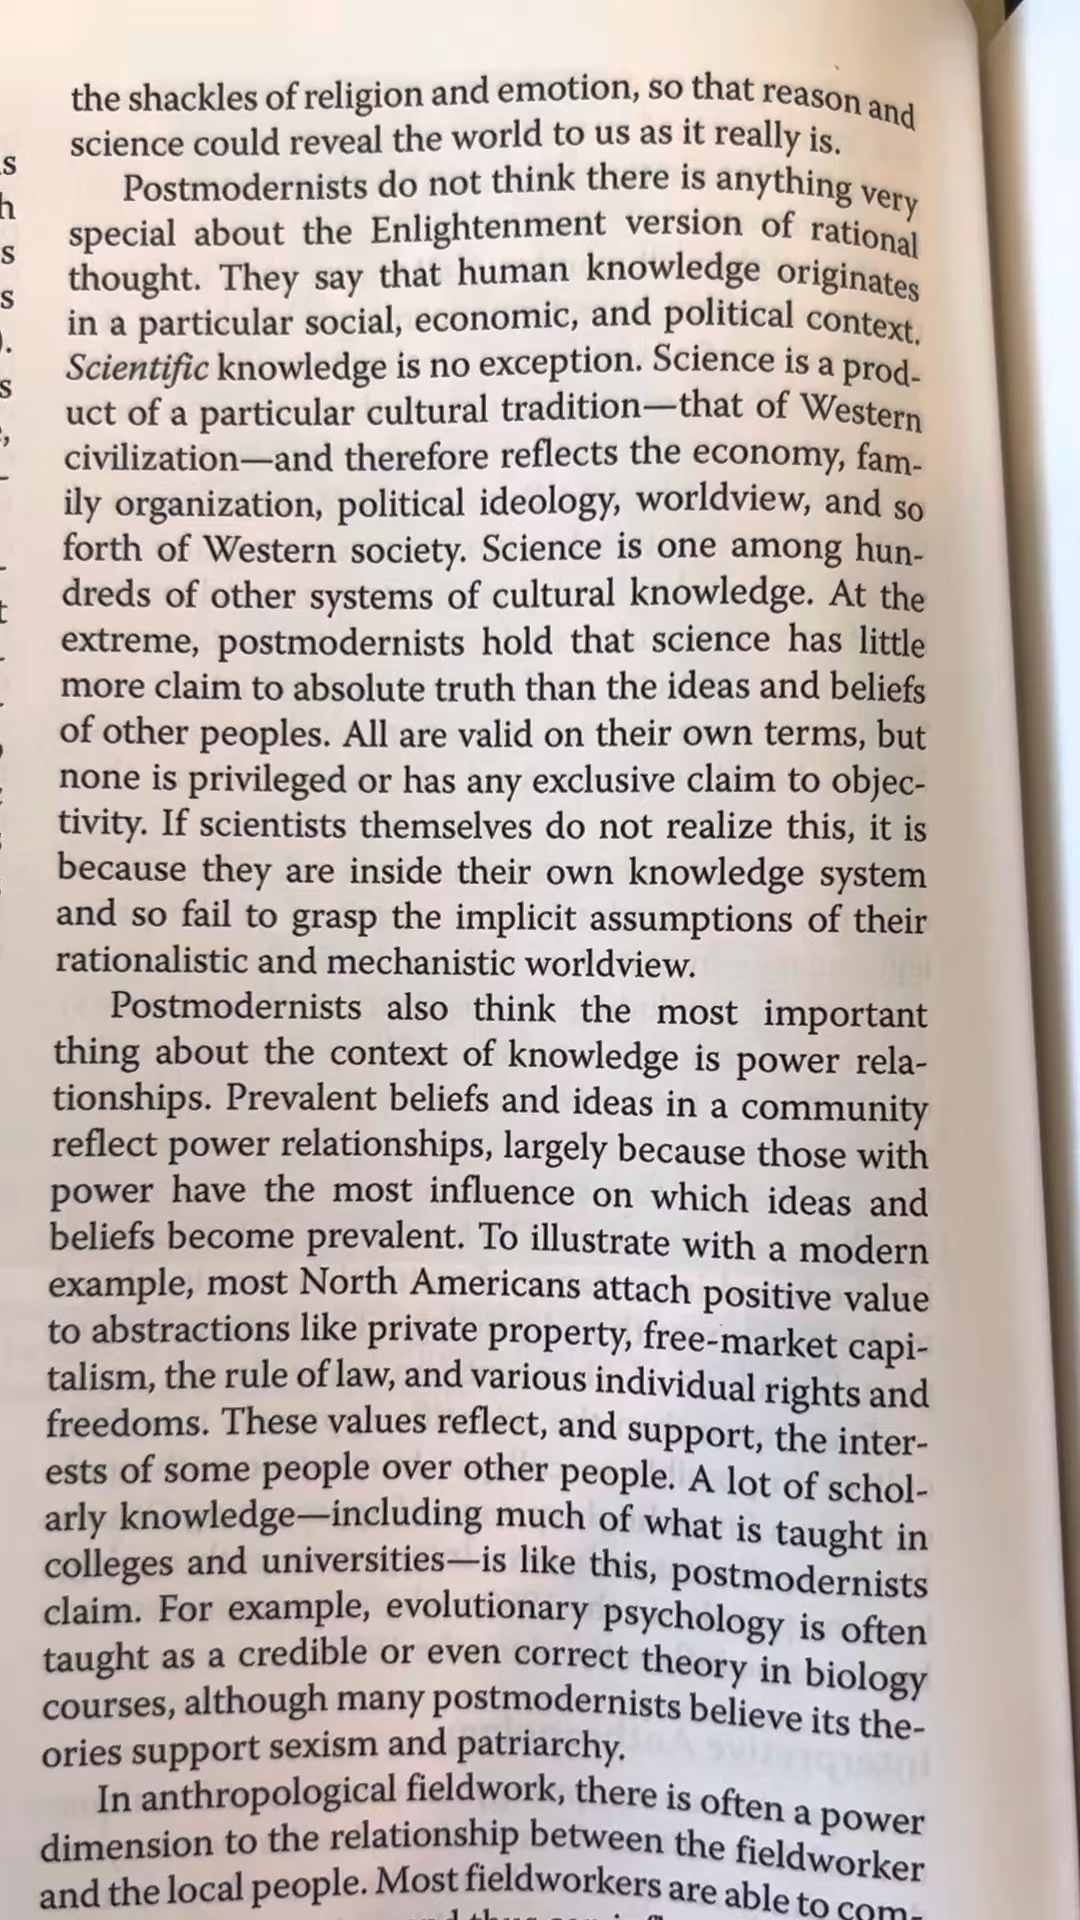 the shackles of religion and emotion, so that reason and
science could reveal the world to us as it really is.
Postmodernists do not think there is anything very
special about the Enlightenment version of rational
thought. They say that human knowledge originates
in a particular social, economic, and political context.
Scientific knowledge is no exception. Science is a prod-
uct of a particular cultural tradition—that of Western
civilization—and therefore reflects the economy, fam-
ily organization, political ideology, worldview, and so
forth of Western society. Science is one among hun-
dreds of other systems of cultural knowledge. At the
extreme, postmodernists hold that science has little
more claim to absolute truth than the ideas and beliefs
of other peoples. All are valid on their own terms, but
none is privileged or has any exclusive claim to objec-
tivity. If scientists themselves do not realize this, it is
because they are inside their own knowledge system
and so fail to grasp the implicit assumptions of their
rationalistic and mechanistic worldview.
Postmodernists also think the most important
thing about the context of knowledge is power rela-
tionships. Prevalent beliefs and ideas in a community
reflect power relationships, largely because those with
power have the most influence on which ideas and
beliefs become prevalent. To illustrate with a modern
example, most North Americans attach positive value
to abstractions like private property, free-market capi-
talism, the rule of law, and various individual rights and
freedoms. These values reflect, and support, the inter-
ests of some people over other people. A lot of schol-
arly knowledge—including much of what is taught in
colleges and universities—is like this, postmodernists
claim. For example, evolutionary psychology is often
taught as a credible or even correct theory in biology
courses, although many postmodernists believe its the-
ories support sexism and patriarchy.
In anthropological fieldwork, there is often a power
dimension to the relationship between the fieldworker
and the local people. Most fieldworkers are able to com-